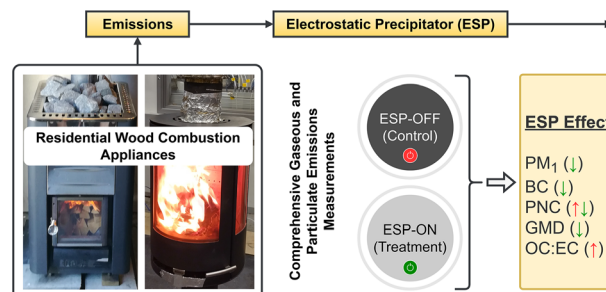 Emissions
Electrostatic Precipitator (ESP)
Residential Wood Combustion
Appliances
Comprehensive Gaseous and
Particulate Emissions
Measurements
ESP-OFF
(Control)
ESP-ON
(Treatment)
ESP Effect
PM₁ (↓)
BC (↓)
PNC (↑↓)
GMD (↓)
OC:EC (↑)